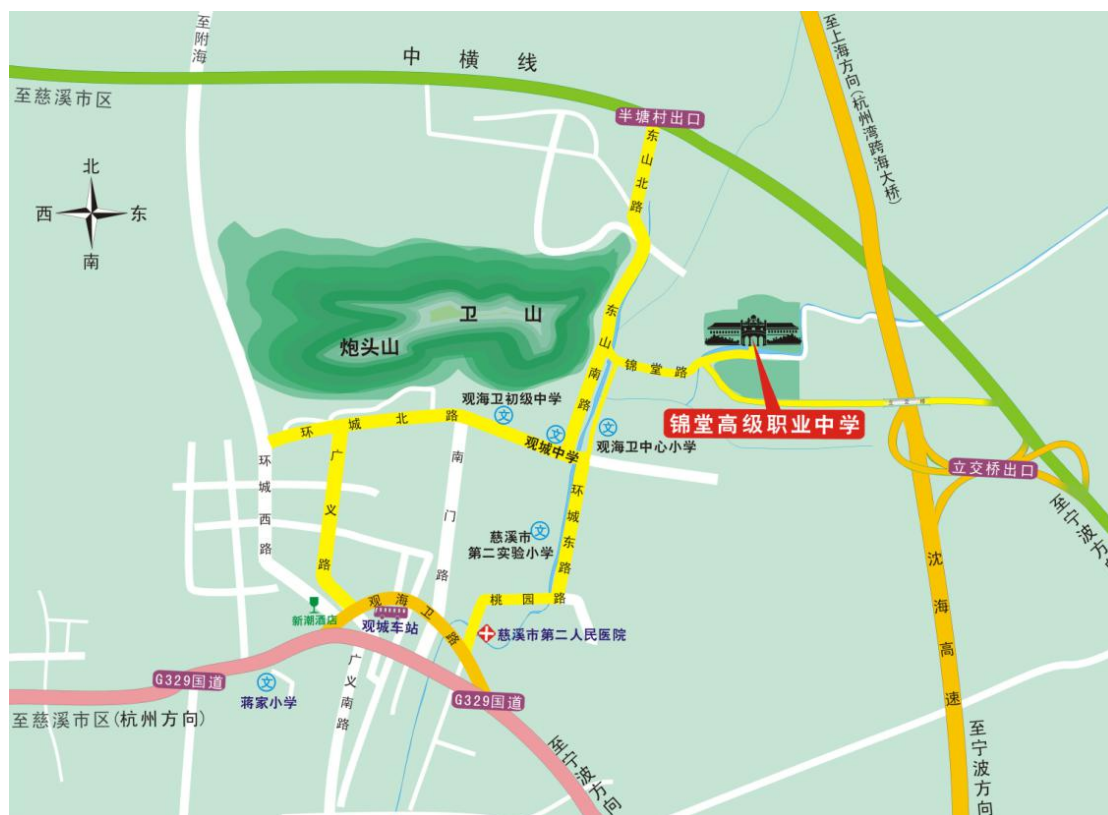 至附海
中横线
至慈溪市区
半塘村出口
至上海方向(杭州湾跨海大桥)
东山北路
北
西
东
南
卫山
炮头山
东山南路
锦堂路
锦堂高级职业中学
观海卫初级中学
环城北路
观城中学
观海卫中心小学
立交桥出口
至宁波方向
环城西路
广义路
南门路
环城东路
慈溪市
第二实验小学
沈海高速
桃园路
新潮酒店
观海卫路
观城车站
慈溪市第二人民医院
G329国道
蒋家小学
广义南路
G329国道
至慈溪市区(杭州方向)
至宁波方向
至宁波方向